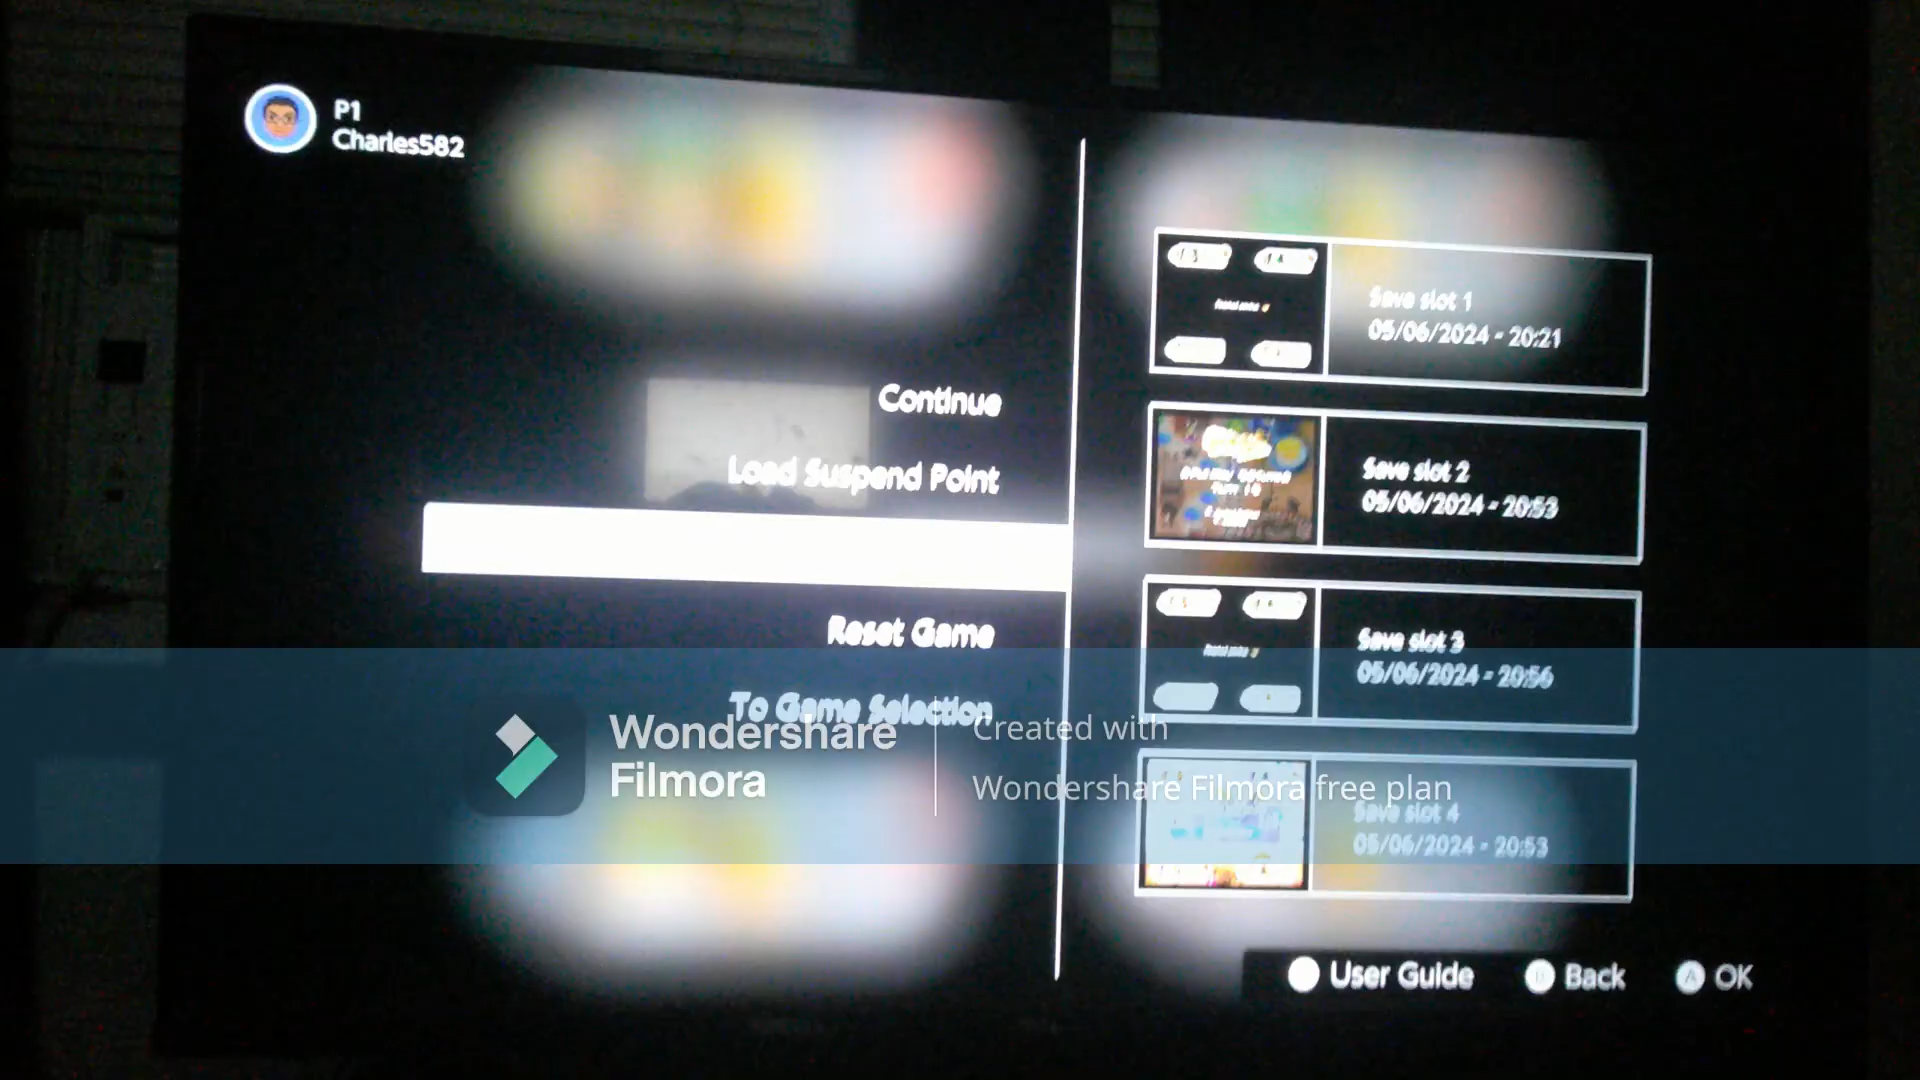 P1
Charles582
Continue
Load Suspend Point
Reset Game
To Game Selection
Save slot 1
05/06/2024 - 20:21
Save slot 2
05/06/2024 - 20:53
Save slot 3
05/06/2024 - 20:56
Save slot 4
05/06/2024 - 20:53
Wondershare
Filmora
Created with
Wondershare Filmora free plan
User Guide
Back
A OK